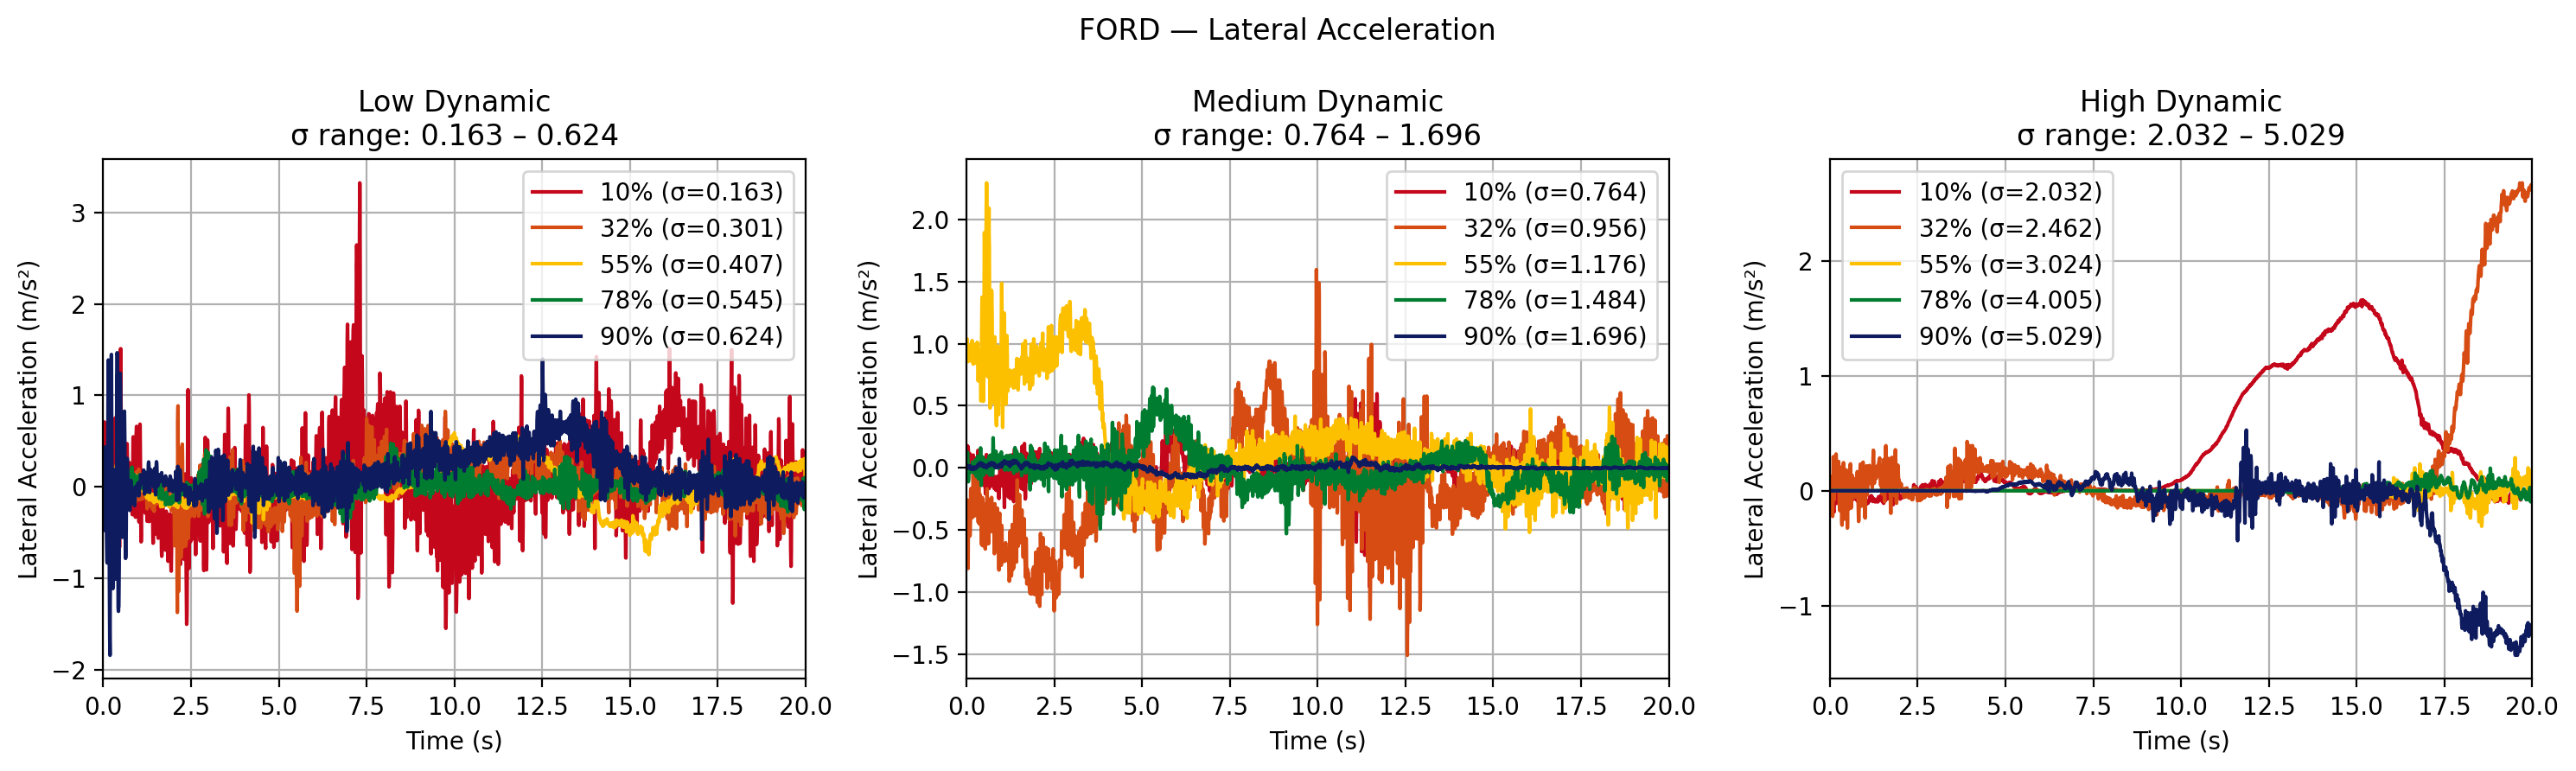 FORD — Lateral Acceleration
Low Dynamic
σ range: 0.163 – 0.624
Lateral Acceleration (m/s²)
3
2
1
0
−1
−2
10% (σ=0.163)
32% (σ=0.301)
55% (σ=0.407)
78% (σ=0.545)
90% (σ=0.624)
0.0 2.5 5.0 7.5 10.0 12.5 15.0 17.5 20.0
Time (s)
Medium Dynamic
σ range: 0.764 – 1.696
Lateral Acceleration (m/s²)
2.0
1.5
1.0
0.5
0.0
−0.5
−1.0
−1.5
10% (σ=0.764)
32% (σ=0.956)
55% (σ=1.176)
78% (σ=1.484)
90% (σ=1.696)
0.0 2.5 5.0 7.5 10.0 12.5 15.0 17.5 20.0
Time (s)
High Dynamic
σ range: 2.032 – 5.029
Lateral Acceleration (m/s²)
2
1
0
−1
10% (σ=2.032)
32% (σ=2.462)
55% (σ=3.024)
78% (σ=4.005)
90% (σ=5.029)
0.0 2.5 5.0 7.5 10.0 12.5 15.0 17.5 20.0
Time (s)